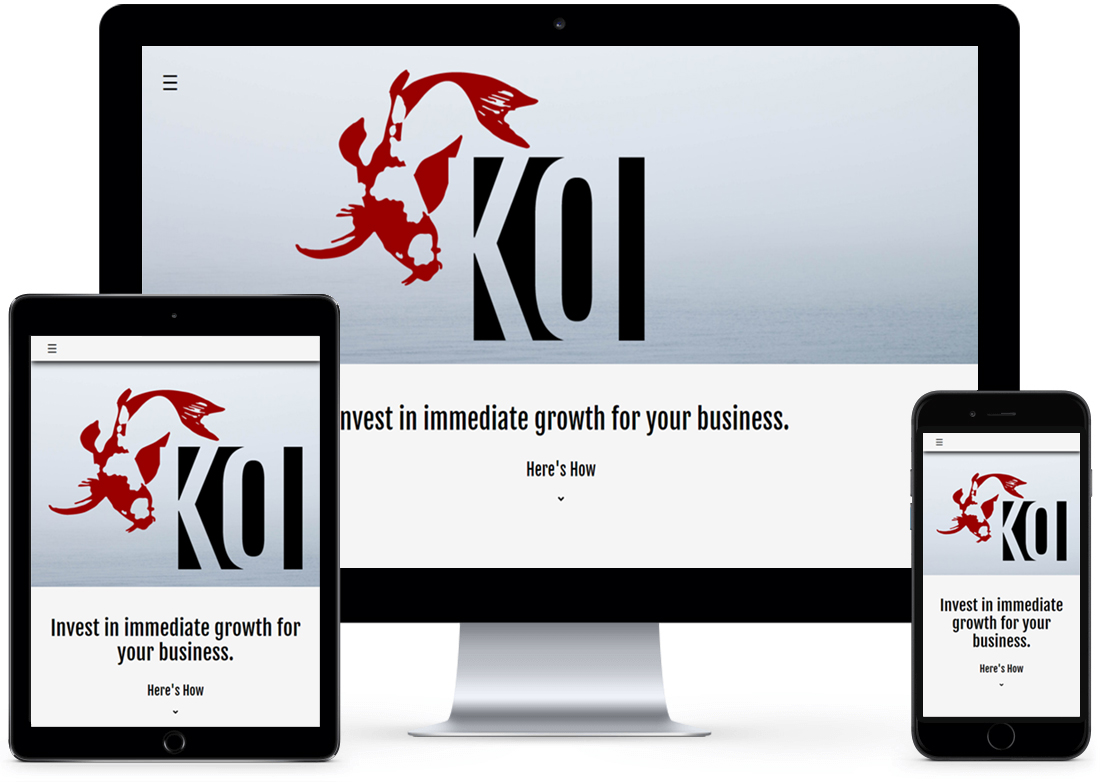 KOI
nvest in immediate growth for your business.
Here's How
KOI
Invest in immediate growth for
your business.
Here's How
KOI
Invest in immediate
growth for your
business.
Here's How